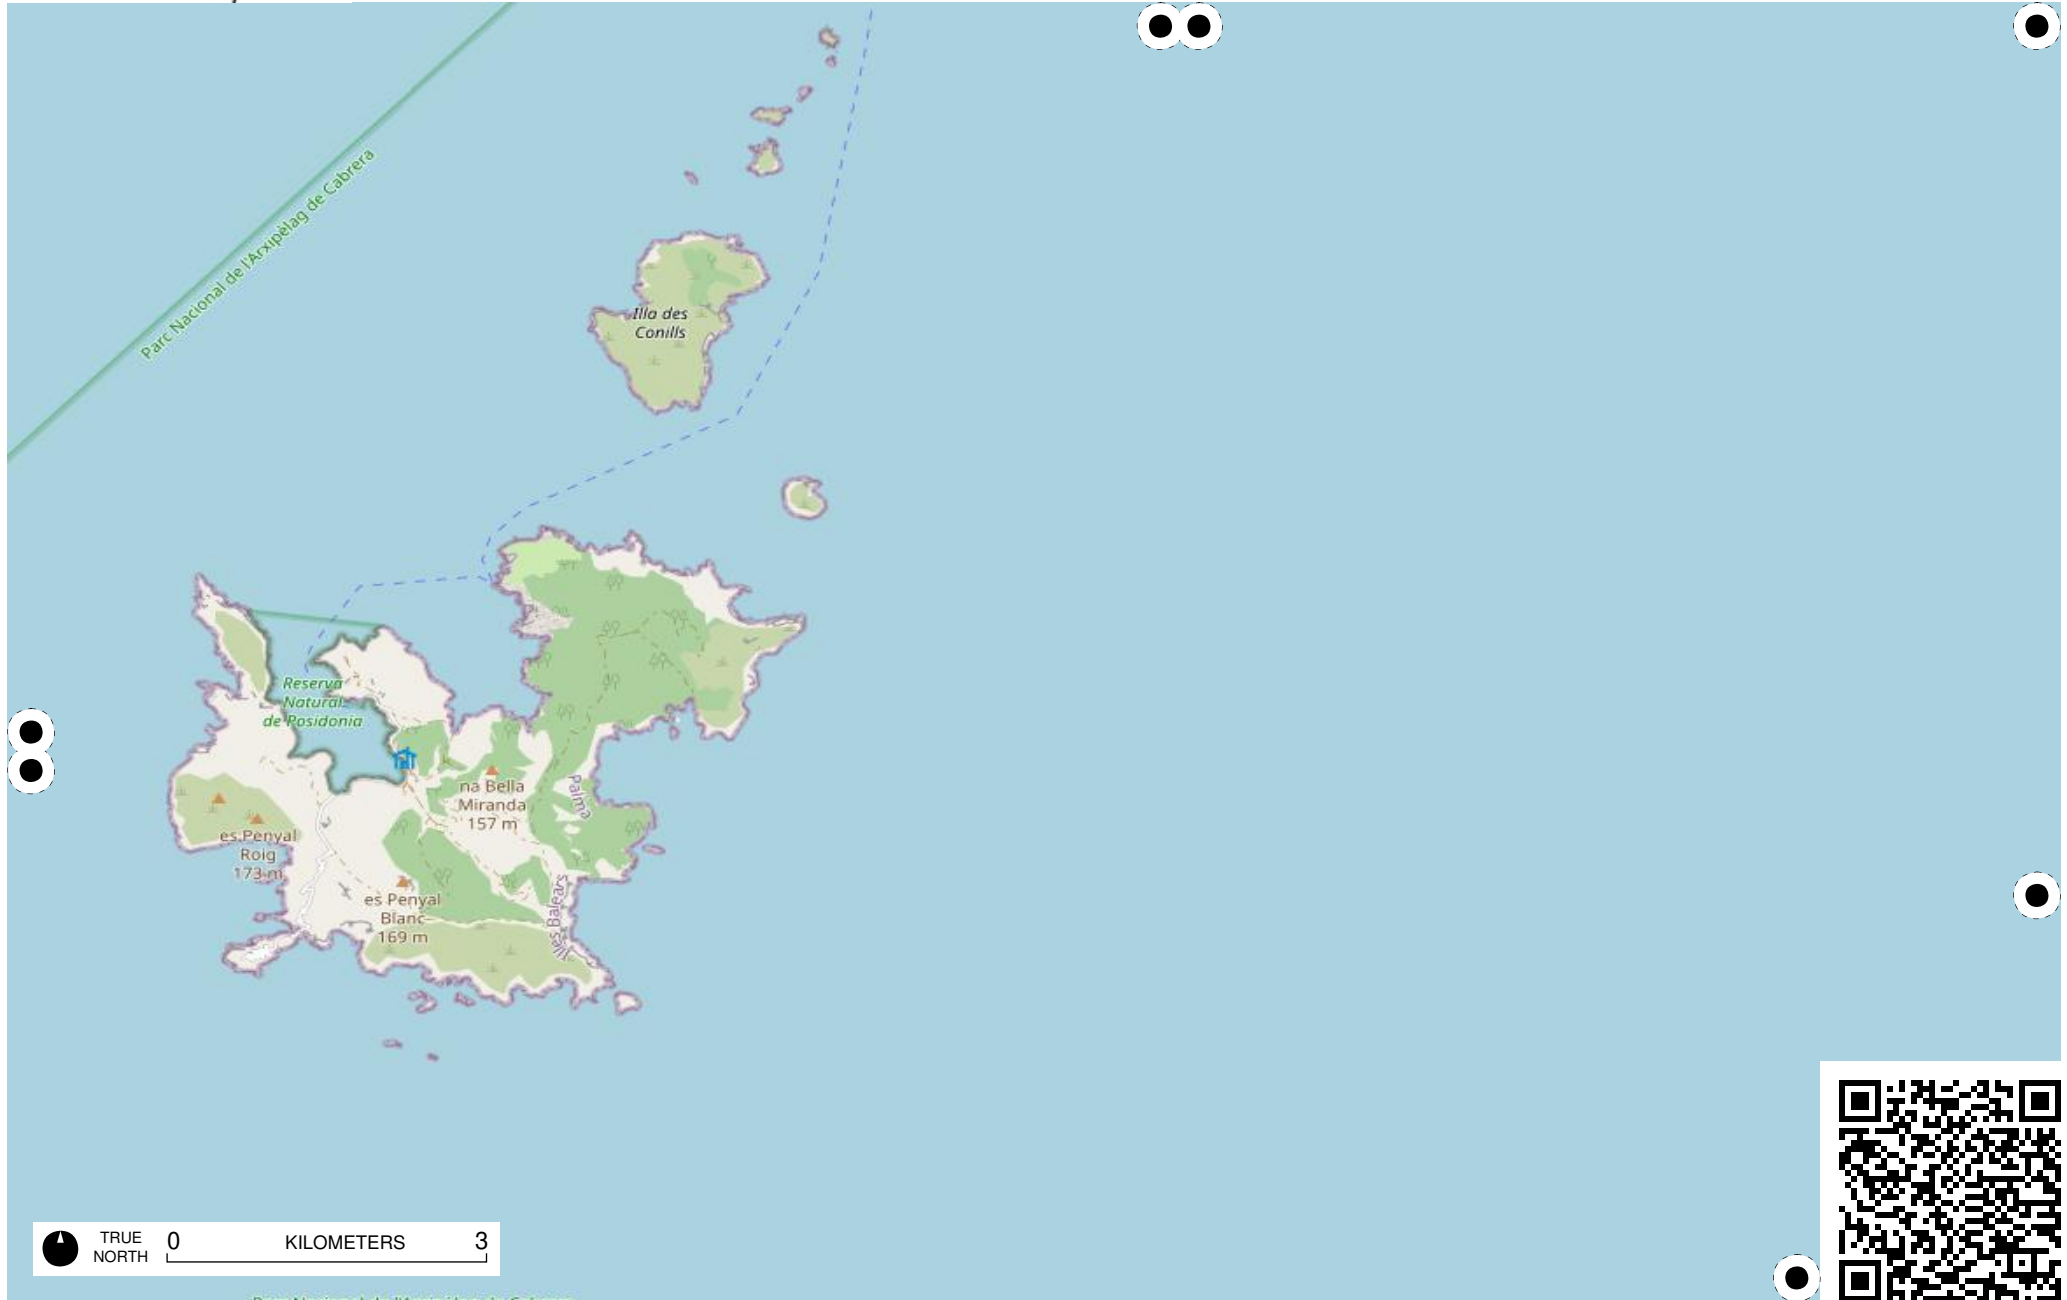 Parc Nacional de l'Arxipèlag de Cabrera
Illa des
Conills
Reserva
Natural
de Posidonia
na Bella
Miranda
157 m
Palma
es Penyal
Roig
173 m
es Penyal
Blanc
169 m
Illes Balears
TRUE
NORTH
0 KILOMETERS 3